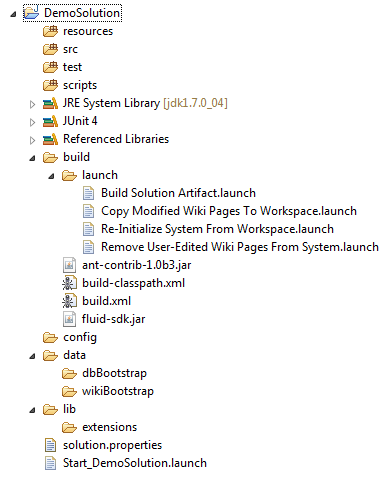 DemoSolution
resources
src
test
scripts
JRE System Library [jdk1.7.0_04]
JUnit 4
Referenced Libraries
build
launch
Build Solution Artifact.launch
Copy Modified Wiki Pages To Workspace.launch
Re-Initialize System From Workspace.launch
Remove User-Edited Wiki Pages From System.launch
ant-contrib-1.0b3.jar
build-classpath.xml
build.xml
fluid-sdk.jar
config
data
dbBootstrap
wikiBootstrap
lib
extensions
solution.properties
Start_DemoSolution.launch